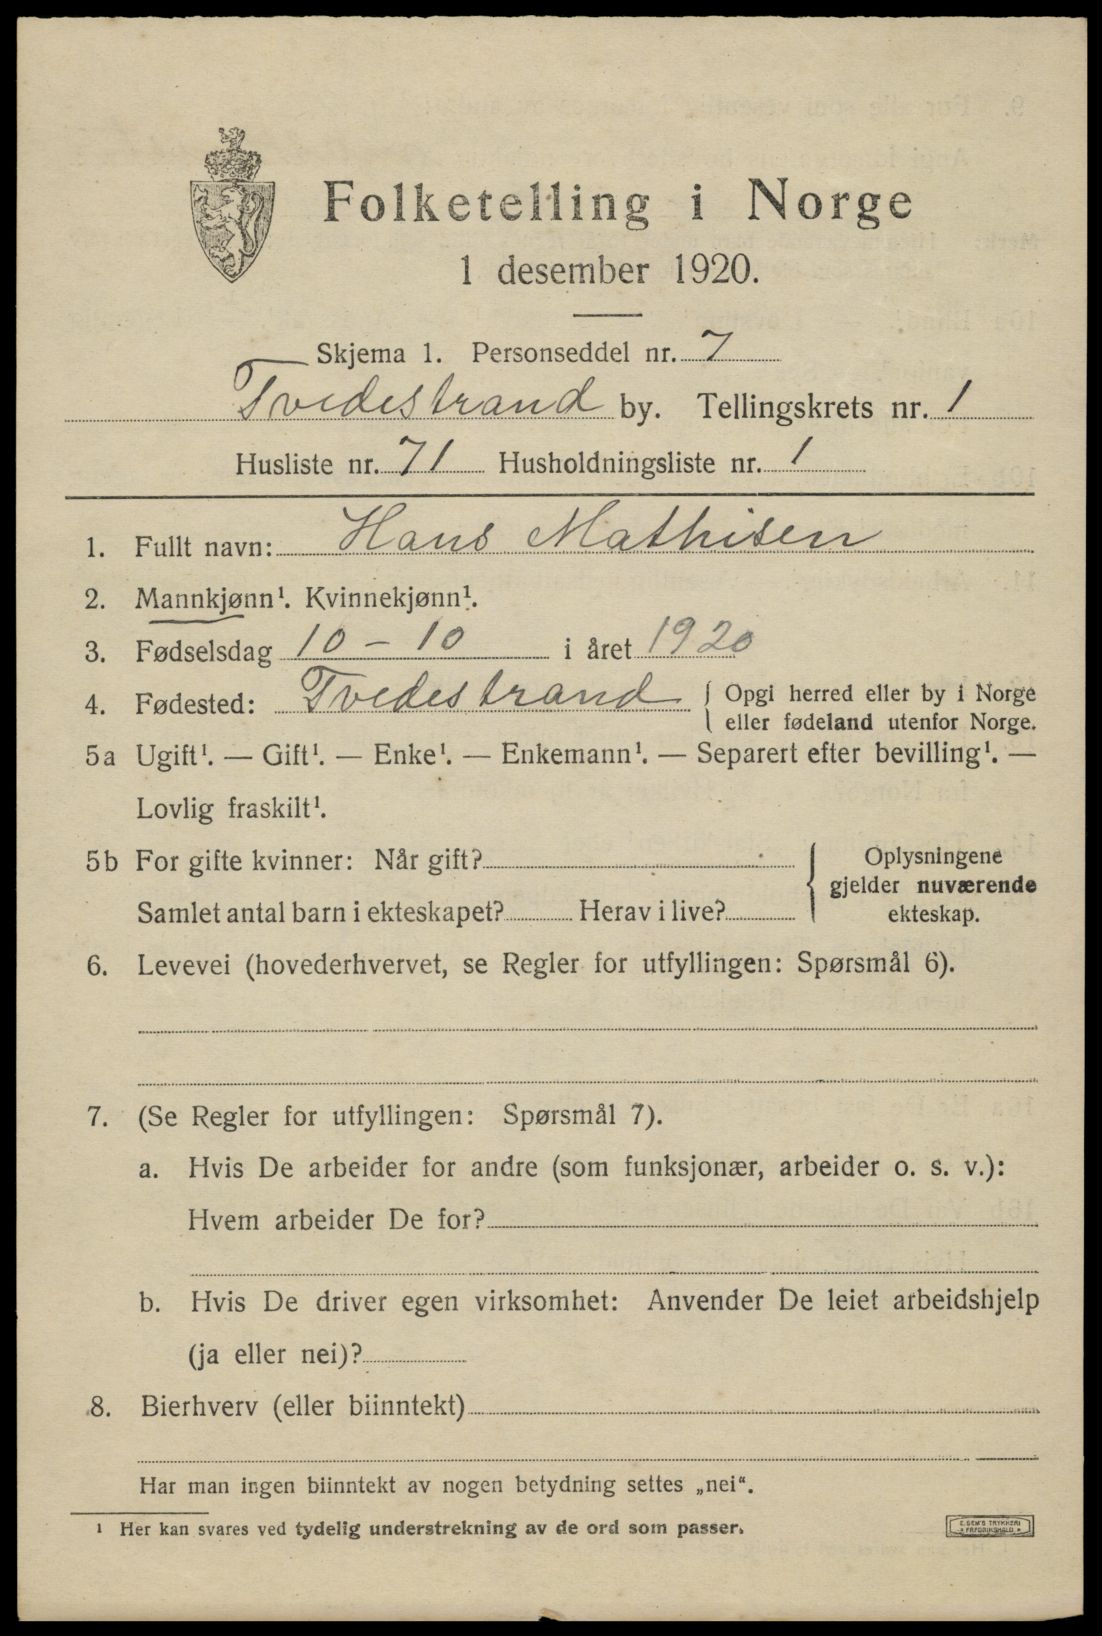 Folketelling i Norge
1 desember 1920.
Skjema 1. Personseddel nr. 7
Tvedestrand by. Tellingskrets nr. 1
Husliste nr. 71 Husholdningsliste nr. 1
1. Fullt navn: Hans Mathisen
2. Mannkjønn¹. Kvinnekjønn¹.
3. Fødselsdag 10 - 10 i året 1920
4. Fødested: Tvedestrand { Opgi herred eller by i Norge
eller fødeland utenfor Norge.
5a Ugift¹. — Gift¹. — Enke¹. — Enkemann¹. — Separert efter bevilling¹. —
Lovlig fraskilt¹.
5b For gifte kvinner: Når gift?
Samlet antal barn i ekteskapet? Herav i live?
{ Oplysningene
gjelder nuværende
ekteskap.
6. Levevei (hovederhvervet, se Regler for utfyllingen: Spørsmål 6).
7. (Se Regler for utfyllingen: Spørsmål 7).
a. Hvis De arbeider for andre (som funksjonær, arbeider o. s. v.):
Hvem arbeider De for?
b. Hvis De driver egen virksomhet: Anvender De leiet arbeidshjelp
(ja eller nei)?
8. Bierhverv (eller biinntekt)
Har man ingen biinntekt av nogen betydning settes „nei“.
¹ Her kan svares ved tydelig understrekning av de ord som passer.
E. SEM'S TRYKKERI
FREDRIKSHALD